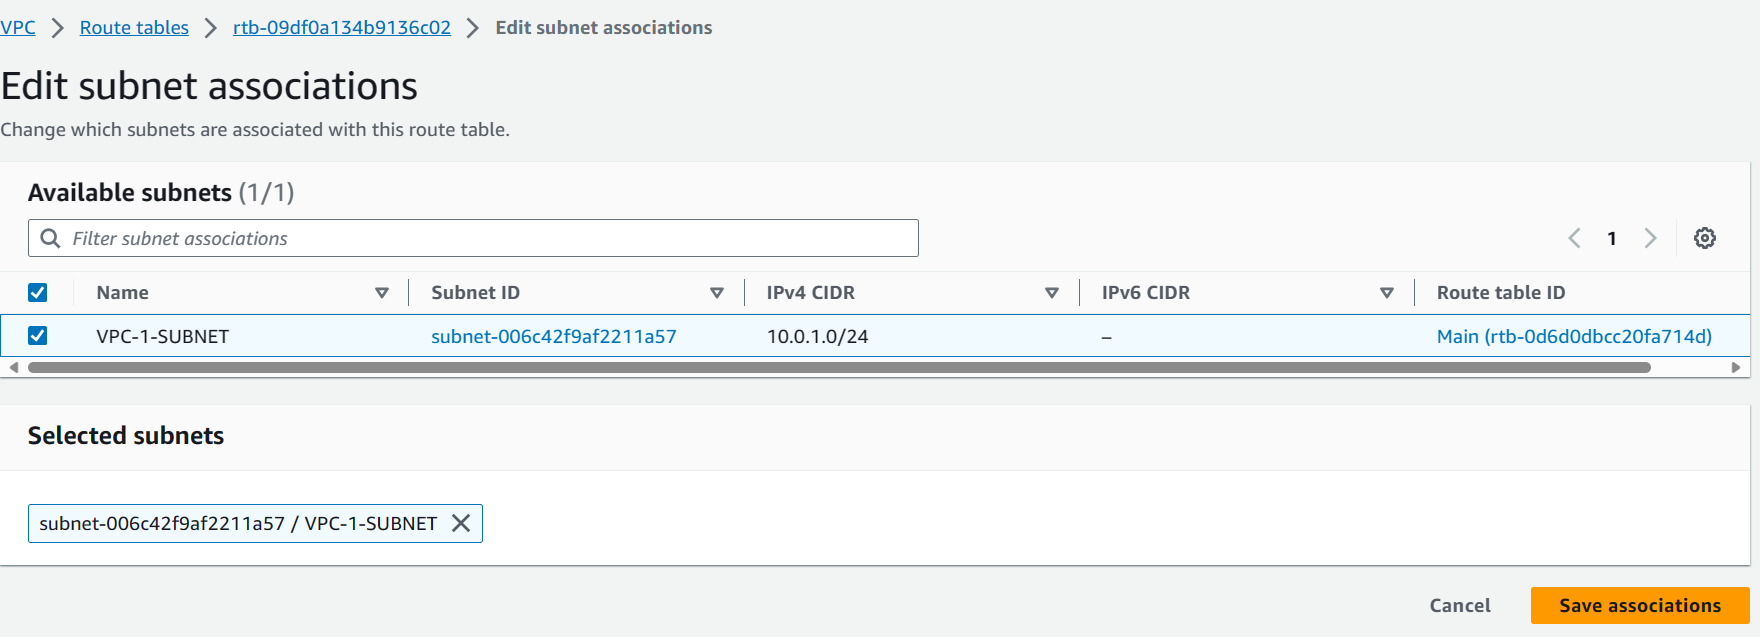 VPC > Route tables > rtb-09df0a134b9136c02 > Edit subnet associations
Edit subnet associations
Change which subnets are associated with this route table.
Available subnets (1/1)
Filter subnet associations
1
Name Subnet ID IPv4 CIDR IPv6 CIDR Route table ID
VPC-1-SUBNET subnet-006c42f9af2211a57 10.0.1.0/24 – Main (rtb-0d6d0dbcc20fa714d)
Selected subnets
subnet-006c42f9af2211a57 / VPC-1-SUBNET
Cancel Save associations